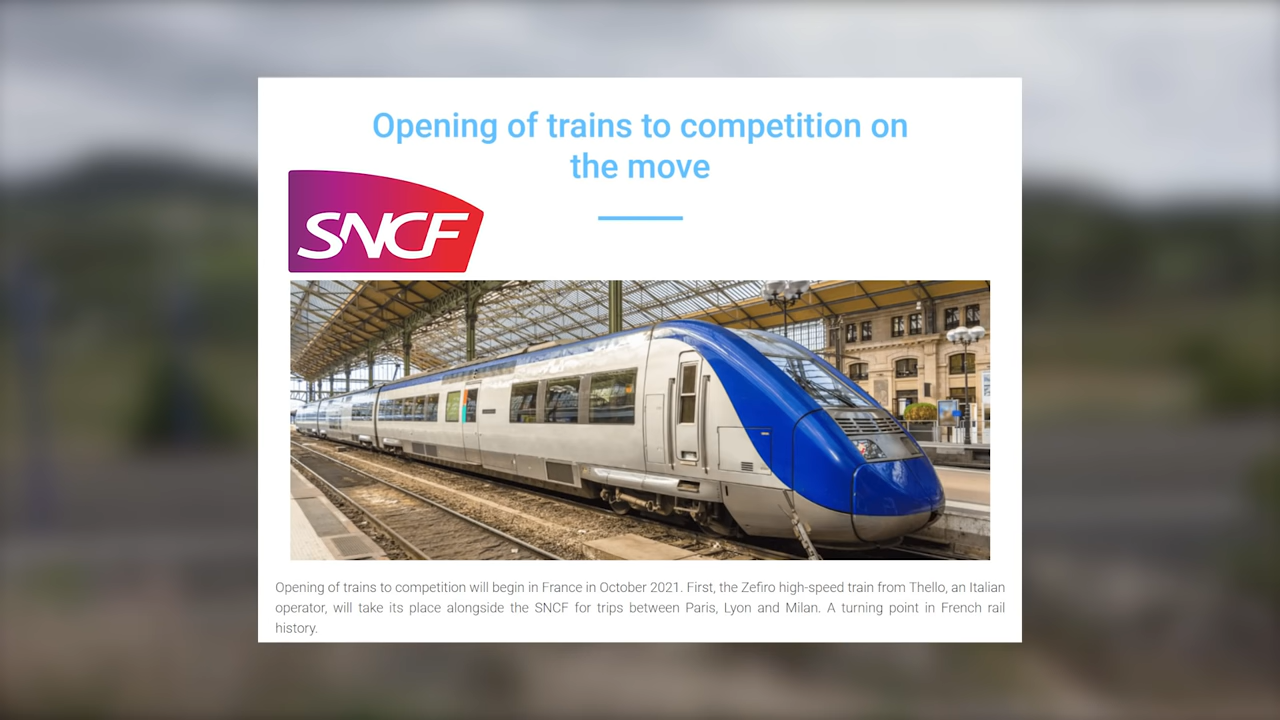 Opening of trains to competition on
the move
SNCF
Opening of trains to competition will begin in France in October 2021. First, the Zefiro high-speed train from Thello, an Italian
operator, will take its place alongside the SNCF for trips between Paris, Lyon and Milan. A turning point in French rail
history.